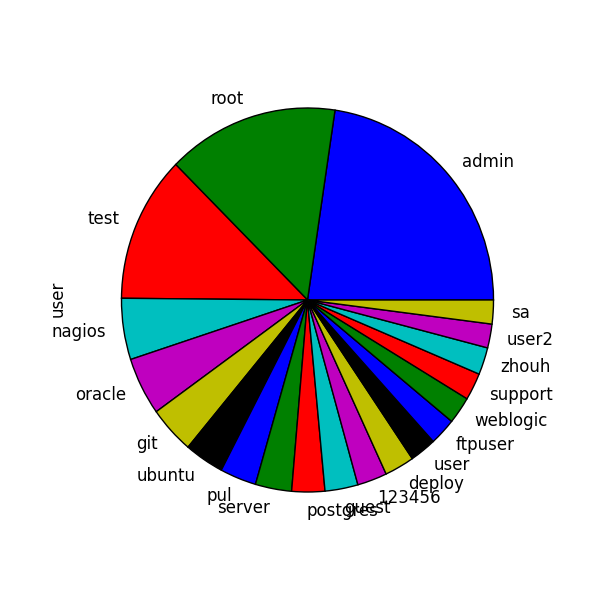 root
admin
test
user
nagios
oracle
git
ubuntu
pul
server
postgres
guest
123456
deploy
user
ftpuser
weblogic
support
zhouh
user2
sa